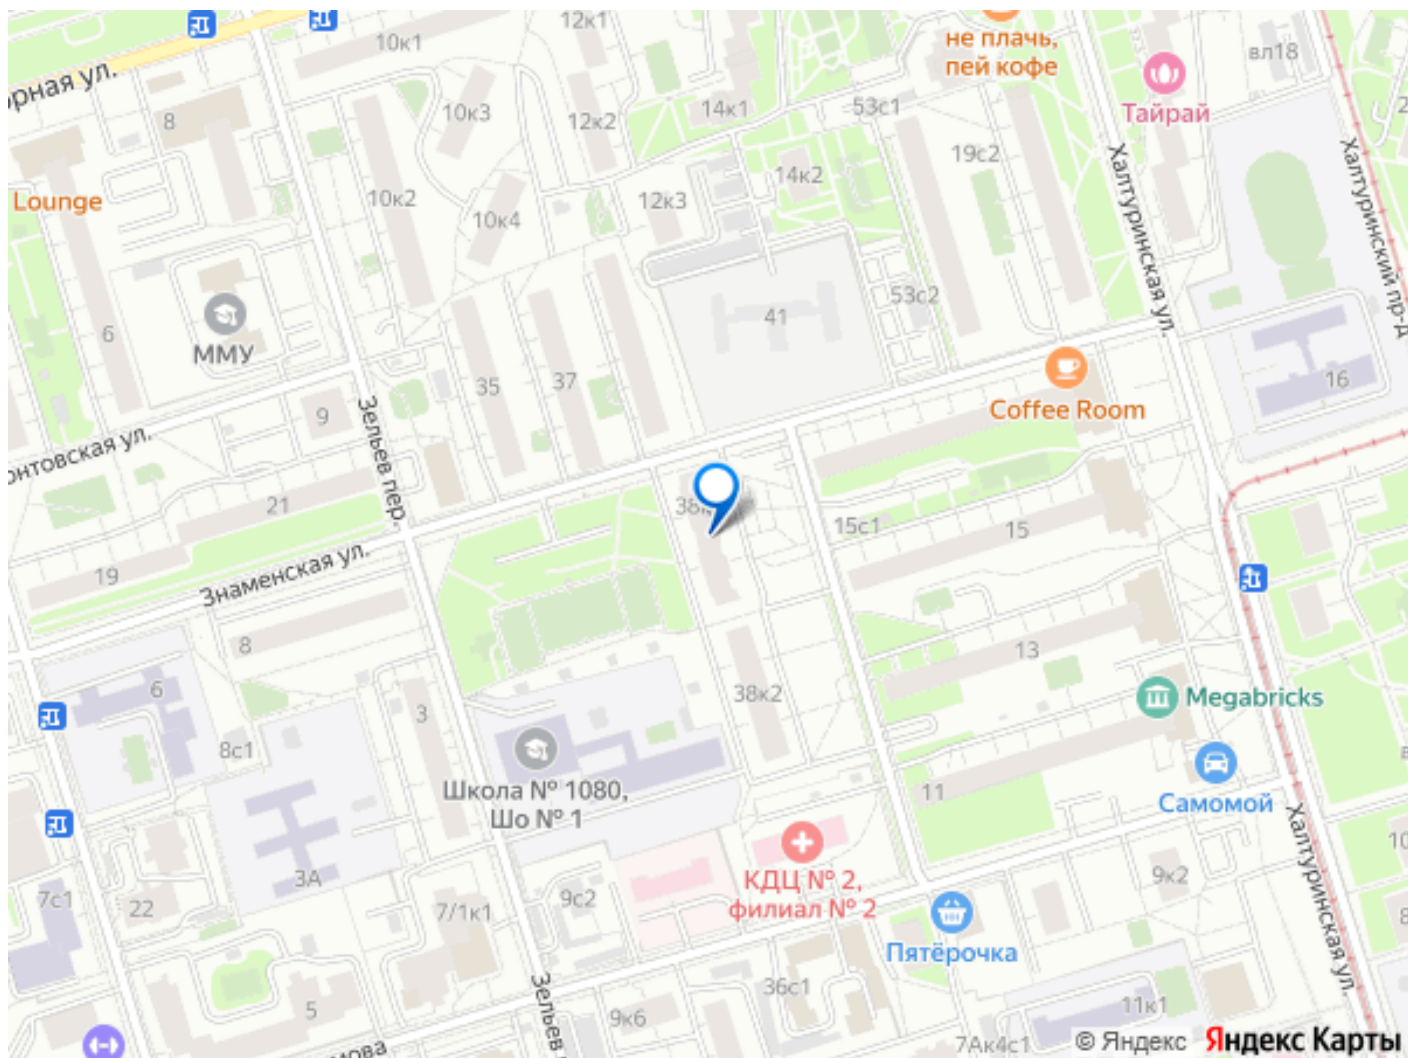 12к1
10к1
не плачь,
пей кофе
вл18
орная ул.
8
10к3
12к2
14к1
53с1
Тайрай
19с2
14к2
Lounge
10к2
10к4
12к3
Халтуринская ул.
Халтуринский пр-д
53с2
41
ММУ
6
35
37
16
Coffee Room
9
Зельев пер.
онтовская ул.
21
15с1
15
19
Знаменская ул.
8
13
38к2
6
3
Megabricks
8с1
Школа № 1080,
Шо № 1
11
Самомой
Халтуринская ул.
3А
КДЦ № 2,
филиал № 2
9к2
7с1
22
7/1к1
9с2
Пятёрочка
Зельев
36с1
5
9к6
11к1
7Ак4с1
мова
© Яндекс Яндекс Карты